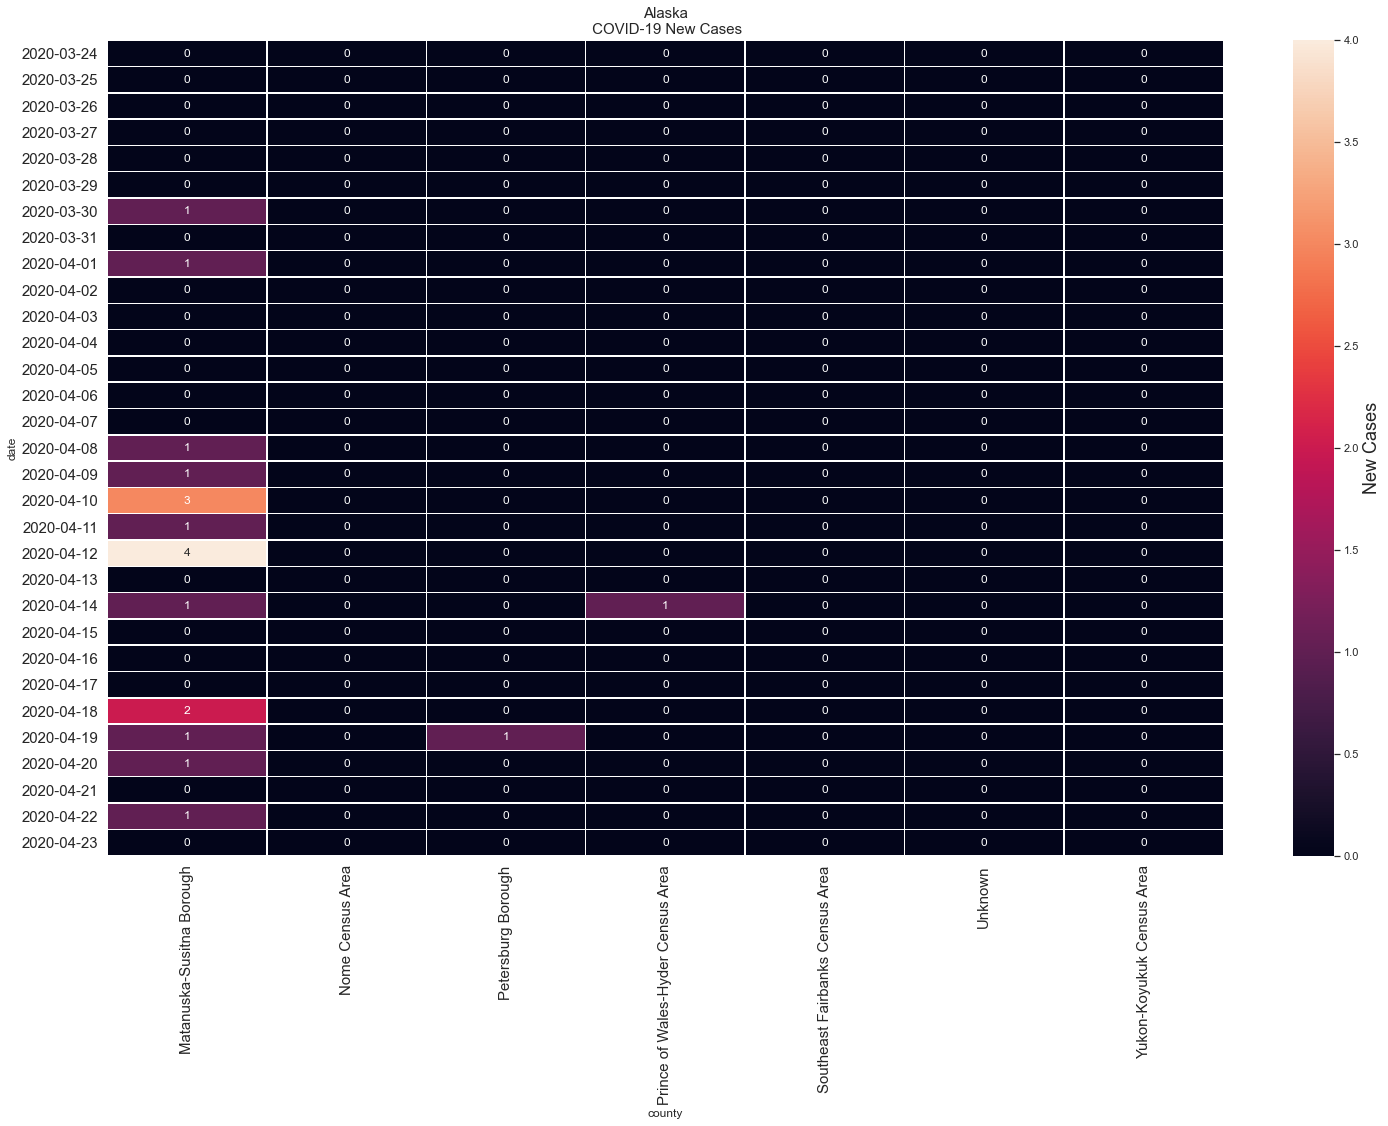 Alaska
COVID-19 New Cases
2020-03-24 0 0 0 0 0 0 0
2020-03-25 0 0 0 0 0 0 0
2020-03-26 0 0 0 0 0 0 0
2020-03-27 0 0 0 0 0 0 0
2020-03-28 0 0 0 0 0 0 0
2020-03-29 0 0 0 0 0 0 0
2020-03-30 1 0 0 0 0 0 0
2020-03-31 0 0 0 0 0 0 0
2020-04-01 1 0 0 0 0 0 0
2020-04-02 0 0 0 0 0 0 0
2020-04-03 0 0 0 0 0 0 0
2020-04-04 0 0 0 0 0 0 0
2020-04-05 0 0 0 0 0 0 0
2020-04-06 0 0 0 0 0 0 0
2020-04-07 0 0 0 0 0 0 0
2020-04-08 1 0 0 0 0 0 0
2020-04-09 1 0 0 0 0 0 0
2020-04-10 3 0 0 0 0 0 0
2020-04-11 1 0 0 0 0 0 0
2020-04-12 4 0 0 0 0 0 0
2020-04-13 0 0 0 0 0 0 0
2020-04-14 1 0 0 1 0 0 0
2020-04-15 0 0 0 0 0 0 0
2020-04-16 0 0 0 0 0 0 0
2020-04-17 0 0 0 0 0 0 0
2020-04-18 2 0 0 0 0 0 0
2020-04-19 1 0 1 0 0 0 0
2020-04-20 1 0 0 0 0 0 0
2020-04-21 0 0 0 0 0 0 0
2020-04-22 1 0 0 0 0 0 0
2020-04-23 0 0 0 0 0 0 0
date
Matanuska-Susitna Borough
Nome Census Area
Petersburg Borough
Prince of Wales-Hyder Census Area
Southeast Fairbanks Census Area
Unknown
Yukon-Koyukuk Census Area
county
4.0
3.5
3.0
2.5
2.0
1.5
1.0
0.5
0.0
New Cases